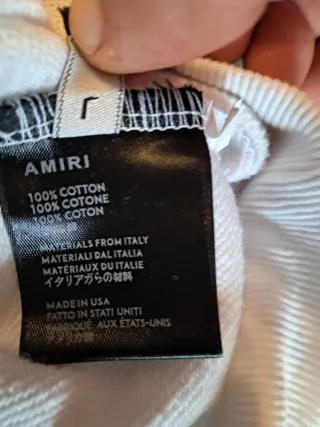 L
AMIRI
100% COTTON
100% COTONE
100% COTON
MATERIALS FROM ITALY
MATERIALI DAL ITALIA
MATÉRIAUX DU ITALIE
イタリアからの材料
MADE IN USA
FATTO IN STATI UNITI
FABRIQUÉ AUX ÉTATS-UNIS